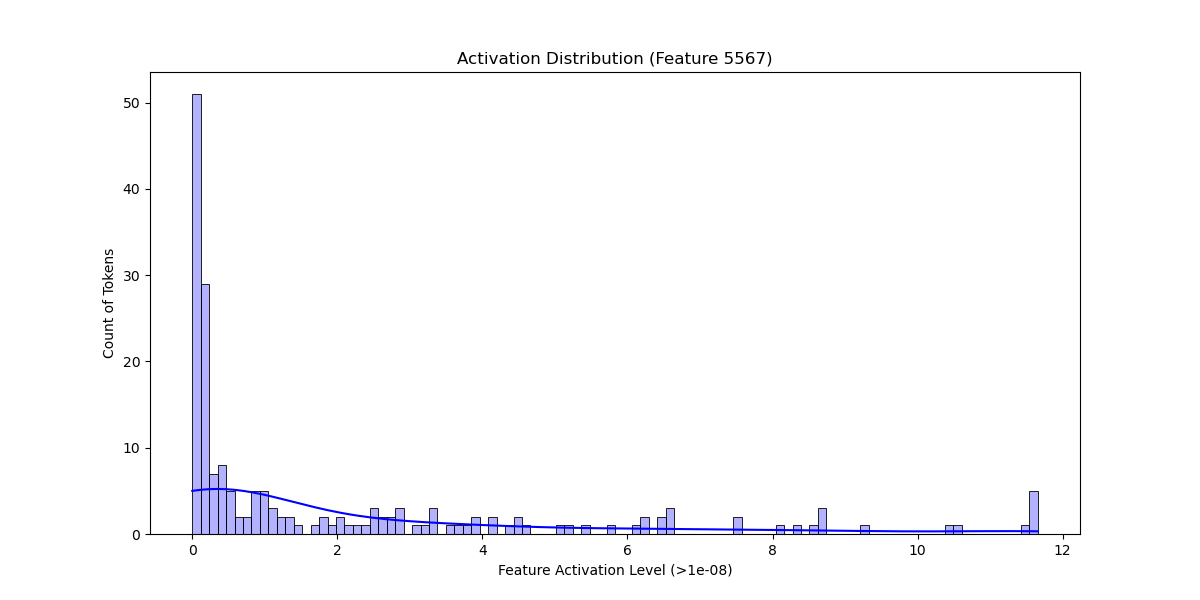 Activation Distribution (Feature 5567)
50
40
30
20
10
0
Count of Tokens
0 2 4 6 8 10 12
Feature Activation Level (>1e-08)